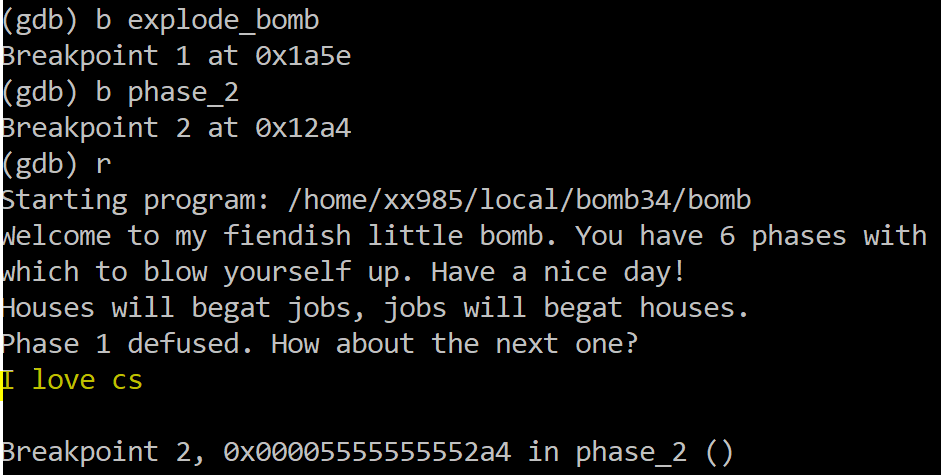 (gdb) b explode_bomb
Breakpoint 1 at 0x1a5e
(gdb) b phase_2
Breakpoint 2 at 0x12a4
(gdb) r
Starting program: /home/xx985/local/bomb34/bomb
Welcome to my fiendish little bomb. You have 6 phases with
which to blow yourself up. Have a nice day!
Houses will begat jobs, jobs will begat houses.
Phase 1 defused. How about the next one?
I love cs
Breakpoint 2, 0x00005555555552a4 in phase_2 ()